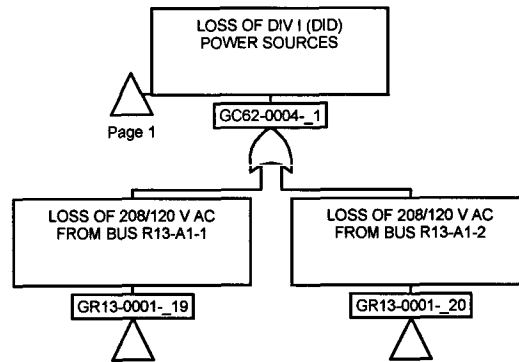 LOSS OF DIV I (DID)
POWER SOURCES
Page 1
GC62-0004-_1
LOSS OF 208/120 V AC
FROM BUS R13-A1-1
LOSS OF 208/120 V AC
FROM BUS R13-A1-2
GR13-0001-_19
GR13-0001-_20